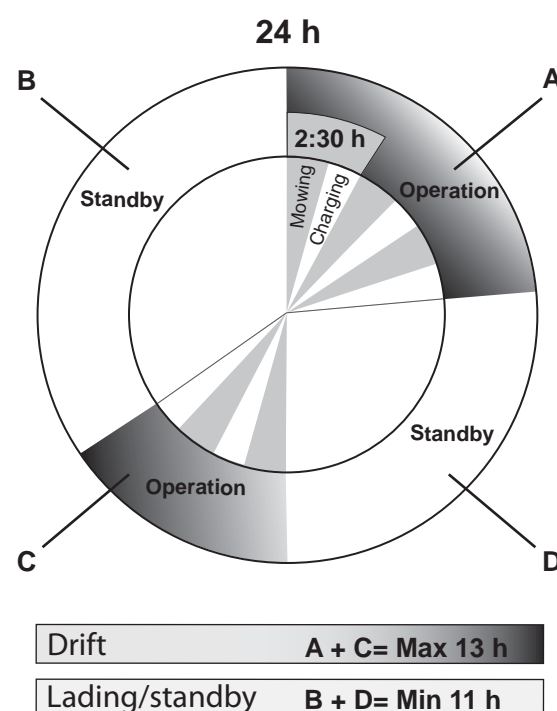 24 h
B
A
2:30 h
Standby
Mowing
Charging
Operation
Standby
Operation
C
D
Drift A + C= Max 13 h
Lading/standby B + D= Min 11 h